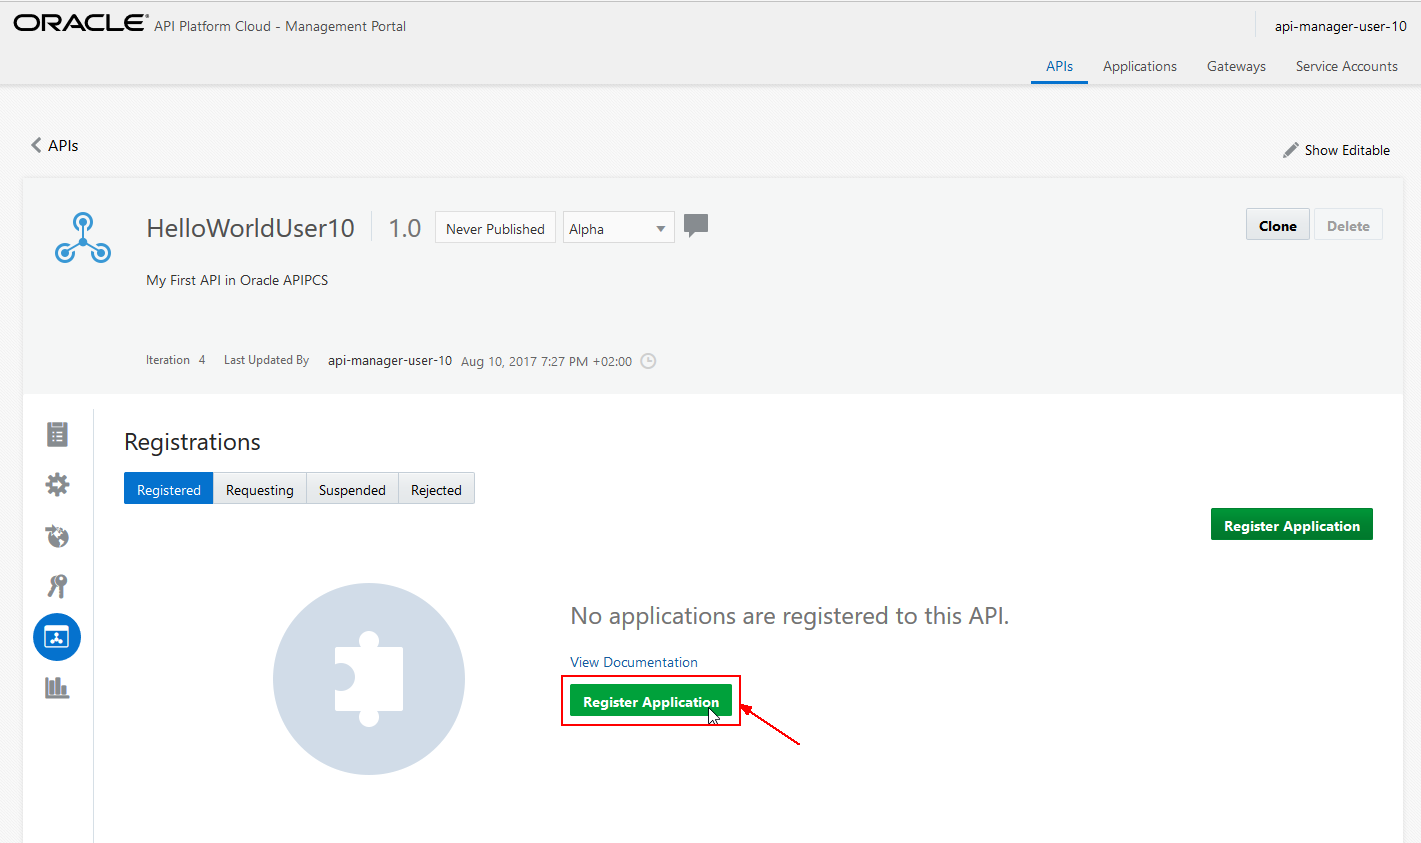 ORACLE® API Platform Cloud - Management Portal
api-manager-user-10
APIs Applications Gateways Service Accounts
APIs
Show Editable
HelloWorldUser10 1.0 Never Published Alpha
Clone Delete
My First API in Oracle APIPCS
Iteration 4 Last Updated By api-manager-user-10 Aug 10, 2017 7:27 PM +02:00
Registrations
Registered Requesting Suspended Rejected
Register Application
No applications are registered to this API.
View Documentation
Register Application